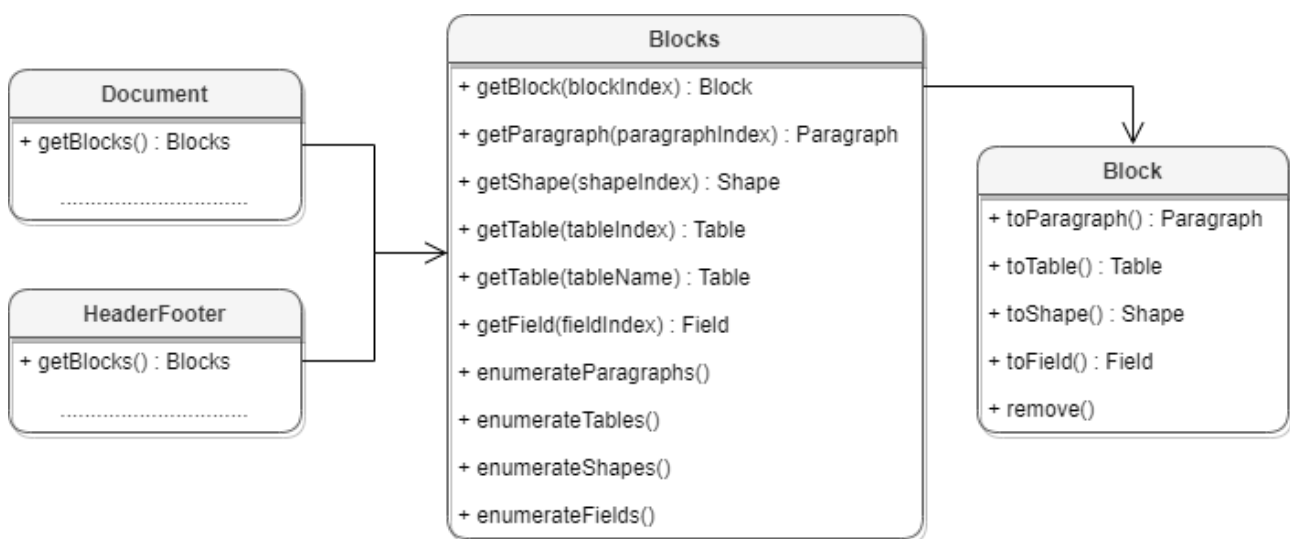 Document
+ getBlocks() : Blocks
..............................
HeaderFooter
+ getBlocks() : Blocks
..............................
Blocks
+ getBlock(blockIndex) : Block
+ getParagraph(paragraphIndex) : Paragraph
+ getShape(shapeIndex) : Shape
+ getTable(tableIndex) : Table
+ getTable(tableName) : Table
+ getField(fieldIndex) : Field
+ enumerateParagraphs()
+ enumerateTables()
+ enumerateShapes()
+ enumerateFields()
Block
+ toParagraph() : Paragraph
+ toTable() : Table
+ toShape() : Shape
+ toField() : Field
+ remove()